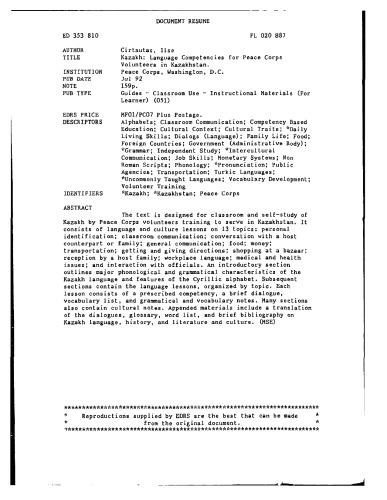 DOCUMENT RESUME
ED 353 810 FL 020 887
AUTHOR Cirtautas, Ilse
TITLE Kazakh: Language Competencies for Peace Corps
Volunteers in Kazakhstan.
INSTITUTION Peace Corps, Washington, D.C.
PUB DATE Jul 92
NOTE 159p.
PUB TYPE Guides - Classroom Use - Instructional Materials (For
Learner) (051)
EDRS PRICE MF01/PC07 Plus Postage.
DESCRIPTORS Alphabets; Classroom Communication; Competency Based
Education; Cultural Context; Cultural Traits; *Daily
Living Skills; Dialogs (Language); Family Life; Food;
Foreign Countries; Government (Administrative Body);
*Grammar; Independent Study; *Intercultural
Communication; Job Skills; Monetary Systems; Non
Roman Scripts; Phonology; *Pronunciation; Public
Agencies; Transportation; Turkic Languages;
*Uncommonly Taught Languages; Vocabulary Development;
Volunteer Training
IDENTIFIERS *Kazakh; *Kazakhstan; Peace Corps
ABSTRACT
The text is designed for classroom and self-study of
Kazakh by Peace Corps volunteers training to serve in Kazakhstan. It
consists of language and culture lessons on 13 topics: personal
identification; classroom communication; conversation with a host
counterpart or family; general communication; food; money;
transportation; getting and giving directions; shopping at a bazaar;
reception by a host family; workplace language; medical and health
issues; and interaction with officials. An introductory section
outlines major phonological and grammatical characteristics of the
Kazakh language and features of the Cyrillic alphabet. Subsequent
sections contain the language lessons, organized by topic. Each
lesson consists of a prescribed competency, a brief dialogue,
vocabulary list, and grammatical and vocabulary notes. Many sections
also contain cultural notes. Appended materials include a translation
of the dialogues, glossary, word list, and brief bibliography on
Kazakh language, history, and literature and culture. (MSE)
***********************************************************************
* Reproductions supplied by EDRS are the best that can be made *
* from the original document. *
***********************************************************************